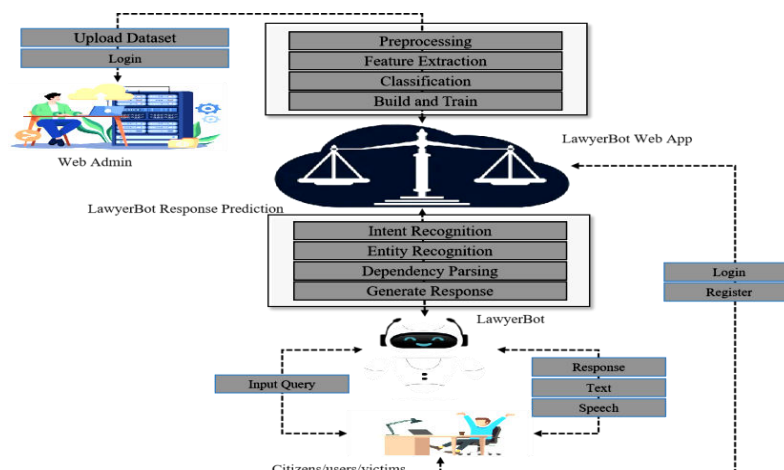 Upload Dataset
Login
Web Admin
Preprocessing
Feature Extraction
Classification
Build and Train
LawyerBot Web App
LawyerBot Response Prediction
Intent Recognition
Entity Recognition
Dependency Parsing
Generate Response
LawyerBot
Login
Register
Input Query
Response
Text
Speech
Citizens/users/victims